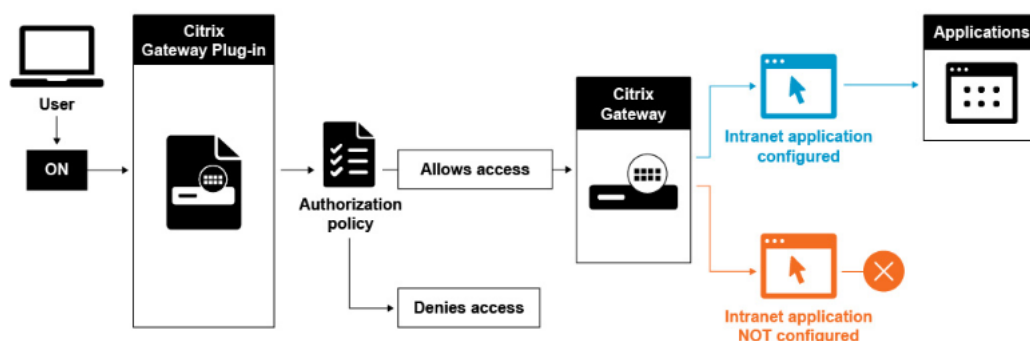 User
ON
Citrix
Gateway Plug-in
Authorization
policy
Allows access
Denies access
Citrix
Gateway
Intranet application
configured
Intranet application
NOT configured
Applications